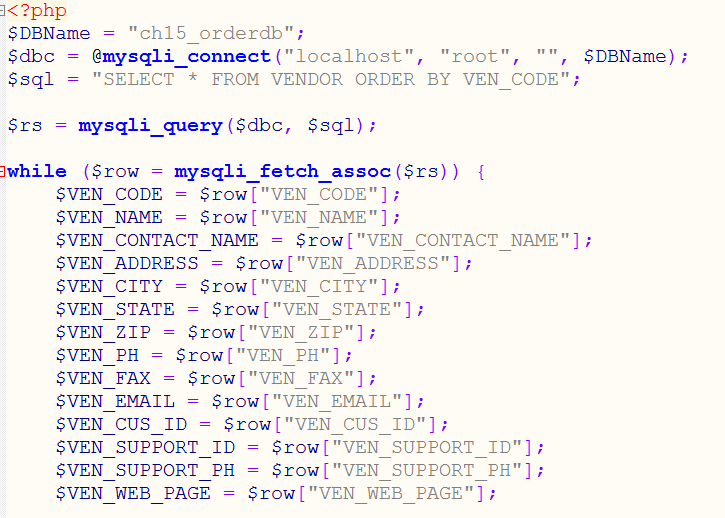 <?php
$DBName = "ch15_orderdb";
$dbc = @mysqli_connect("localhost", "root", "", $DBName);
$sql = "SELECT * FROM VENDOR ORDER BY VEN_CODE";
$rs = mysqli_query($dbc, $sql);
while ($row = mysqli_fetch_assoc($rs)) {
$VEN_CODE = $row["VEN_CODE"];
$VEN_NAME = $row["VEN_NAME"];
$VEN_CONTACT_NAME = $row["VEN_CONTACT_NAME"];
$VEN_ADDRESS = $row["VEN_ADDRESS"];
$VEN_CITY = $row["VEN_CITY"];
$VEN_STATE = $row["VEN_STATE"];
$VEN_ZIP = $row["VEN_ZIP"];
$VEN_PH = $row["VEN_PH"];
$VEN_FAX = $row["VEN_FAX"];
$VEN_EMAIL = $row["VEN_EMAIL"];
$VEN_CUS_ID = $row["VEN_CUS_ID"];
$VEN_SUPPORT_ID = $row["VEN_SUPPORT_ID"];
$VEN_SUPPORT_PH = $row["VEN_SUPPORT_PH"];
$VEN_WEB_PAGE = $row["VEN_WEB_PAGE"];